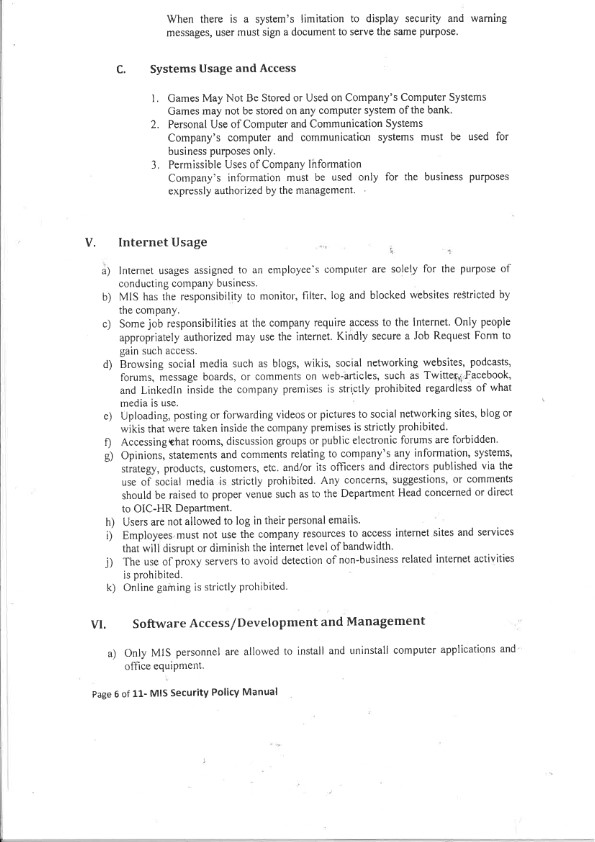 When there is a system's limitation to display security and warning
messages, user must sign a document to serve the same purpose.
C. Systems Usage and Access
1. Games May Not Be Stored or Used on Company's Computer Systems
Games may not be stored on any computer system of the bank.
2. Personal Use of Computer and Communication Systems
Company's computer and communication systems must be used for
business purposes only.
3. Permissible Uses of Company Information
Company's information must be used only for the business purposes
expressly authorized by the management.
V. Internet Usage
a) Internet usages assigned to an employee's computer are solely for the purpose of
conducting company business.
b) MIS has the responsibility to monitor, filter, log and blocked websites restricted by
the company.
c) Some job responsibilities at the company require access to the Internet. Only people
appropriately authorized may use the internet. Kindly secure a Job Request Form to
gain such access.
d) Browsing social media such as blogs, wikis, social networking websites, podcasts,
forums, message boards, or comments on web-articles, such as Twitter, Facebook,
and LinkedIn inside the company premises is strictly prohibited regardless of what
media is use.
e) Uploading, posting or forwarding videos or pictures to social networking sites, blog or
wikis that were taken inside the company premises is strictly prohibited.
f) Accessing chat rooms, discussion groups or public electronic forums are forbidden.
g) Opinions, statements and comments relating to company's any information, systems,
strategy, products, customers, etc. and/or its officers and directors published via the
use of social media is strictly prohibited. Any concerns, suggestions, or comments
should be raised to proper venue such as to the Department Head concerned or direct
to OIC-HR Department.
h) Users are not allowed to log in their personal emails.
i) Employees must not use the company resources to access internet sites and services
that will disrupt or diminish the internet level of bandwidth.
j) The use of proxy servers to avoid detection of non-business related internet activities
is prohibited.
k) Online gaming is strictly prohibited.
VI. Software Access/Development and Management
a) Only MIS personnel are allowed to install and uninstall computer applications and
office equipment.
Page 6 of 11- MIS Security Policy Manual